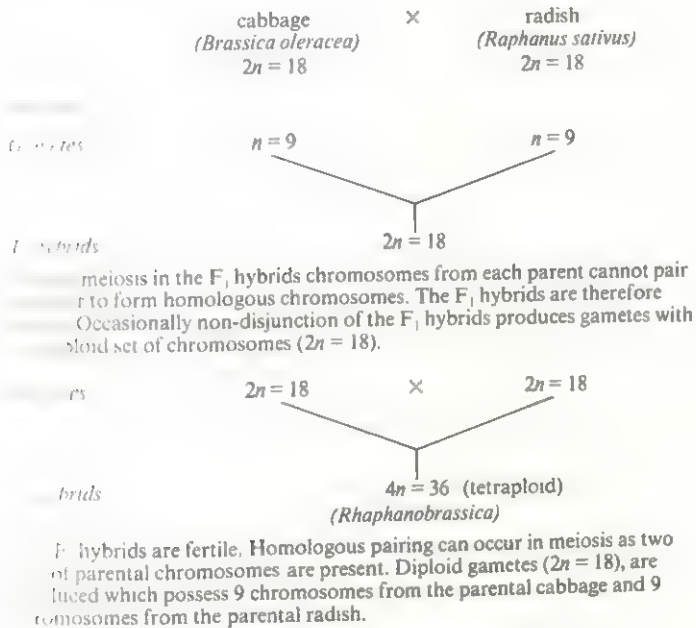 cabbage × radish
(Brassica oleracea) (Raphanus sativus)
2n = 18 2n = 18
n = 9 n = 9
2n = 18
meiosis in the F₁ hybrids chromosomes from each parent cannot pair
to form homologous chromosomes. The F₁ hybrids are therefore
Occasionally non-disjunction of the F₁ hybrids produces gametes with
set of chromosomes (2n = 18).
2n = 18 × 2n = 18
4n = 36 (tetraploid)
(Rhaphanobrassica)
hybrids are fertile. Homologous pairing can occur in meiosis as two
of parental chromosomes are present. Diploid gametes (2n = 18), are
which possess 9 chromosomes from the parental cabbage and 9
from the parental radish.